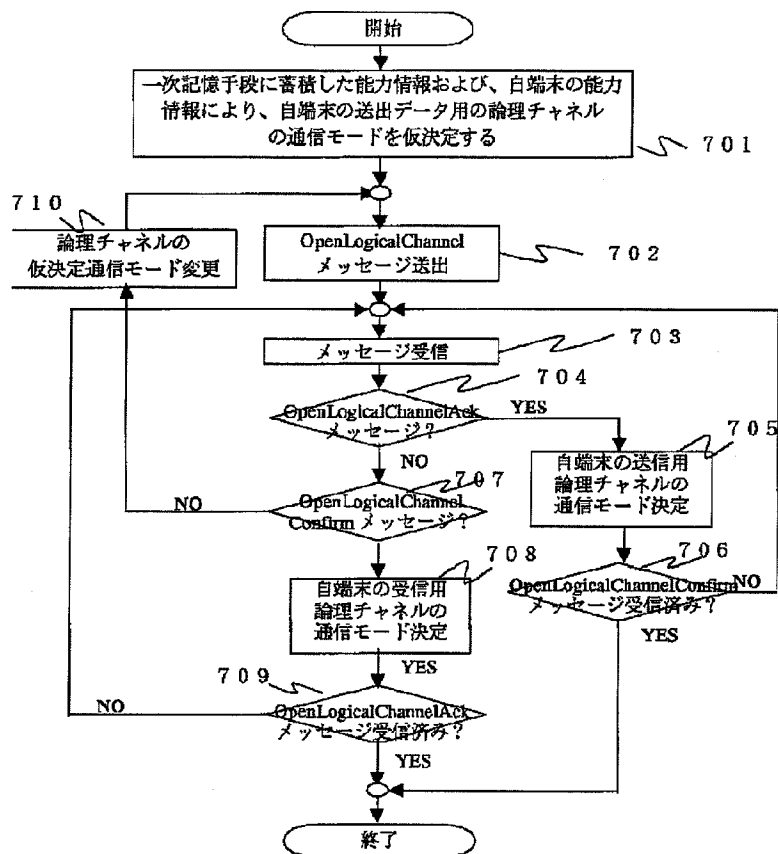 開始
一次記憶手段に蓄積した能力情報および、自端末の能力
情報により、自端末の送出データ用の論理チャネル
の通信モードを仮決定する
701
710
論理チャネルの
仮決定通信モード変更
OpenLogicalChannel
メッセージ送出
702
メッセージ受信
703
704
OpenLogicalChannelAck
メッセージ?
YES
NO
705
自端末の送信用
論理チャネルの
通信モード決定
707
OpenLogicalChannel
Confirm メッセージ?
NO
706
OpenLogicalChannelConfirm
メッセージ受信済み?
NO
YES
708
自端末の受信用
論理チャネルの
通信モード決定
YES
709
OpenLogicalChannelAck
メッセージ受信済み?
NO
YES
終了